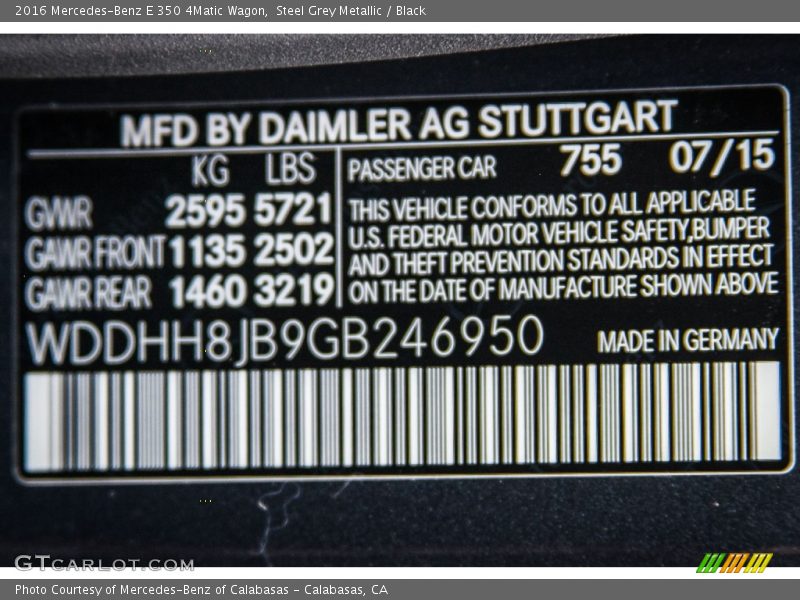 2016 Mercedes-Benz E 350 4Matic Wagon, Steel Grey Metallic / Black
MFD BY DAIMLER AG STUTTGART
KG LBS
GVWR 2595 5721
GAWR FRONT 1135 2502
GAWR REAR 1460 3219
PASSENGER CAR 755 07/15
THIS VEHICLE CONFORMS TO ALL APPLICABLE
U.S. FEDERAL MOTOR VEHICLE SAFETY,BUMPER
AND THEFT PREVENTION STANDARDS IN EFFECT
ON THE DATE OF MANUFACTURE SHOWN ABOVE
WDDHH8JB9GB246950 MADE IN GERMANY
GTCARLOT.COM
Photo Courtesy of Mercedes-Benz of Calabasas - Calabasas, CA